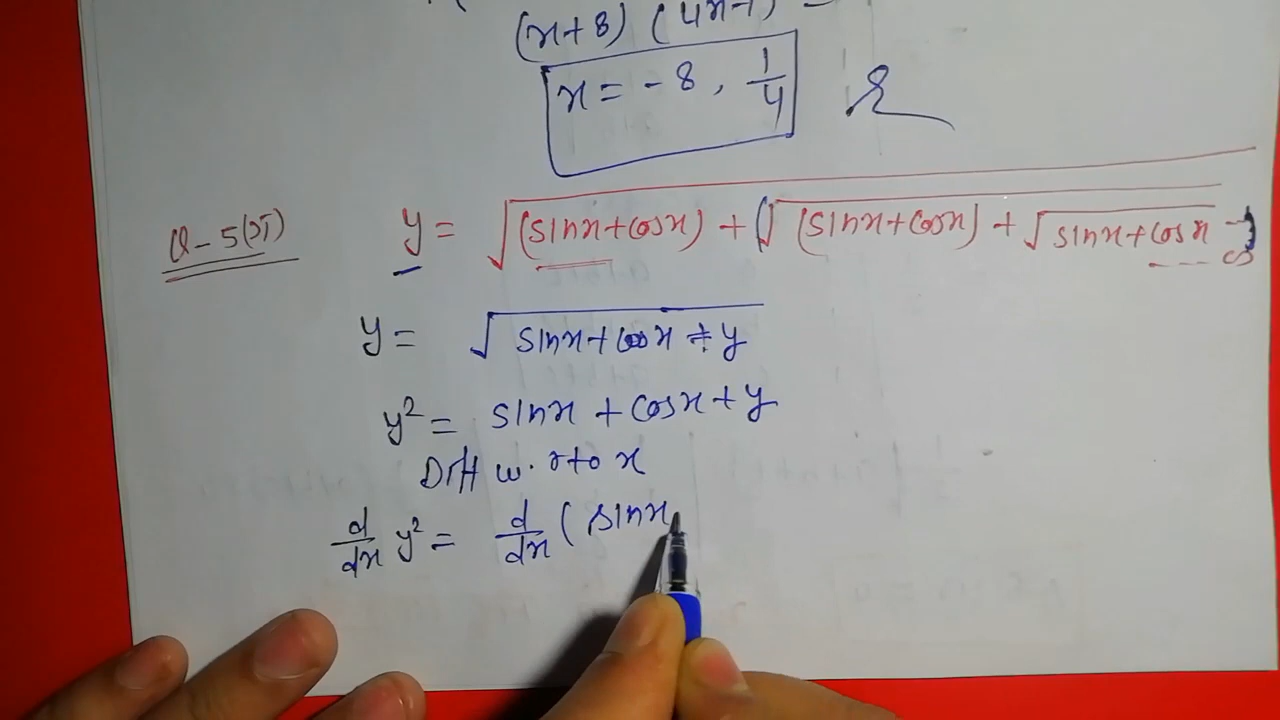 (x+8) (4x-1)
x = -8, 1/4
Q-5(अ) y = √(sinx+cosx) + (√(sinx+cosx) + √sinx+cosx ---- ∞)
y = √sinx+cosx + y
y² = sinx + cosx + y
Diff w.r to x
d/dx y² = d/dx (sinx